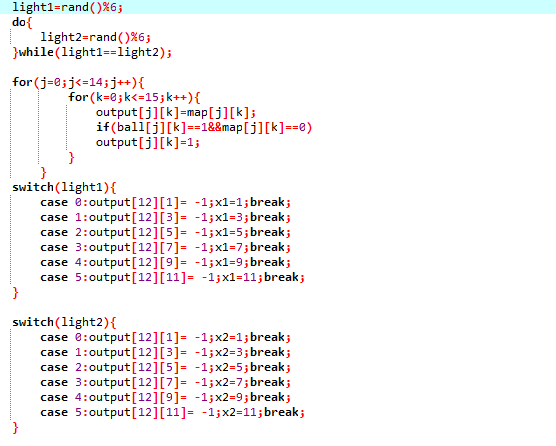 light1=rand()%6;
do{
light2=rand()%6;
}while(light1==light2);
for(j=0;j<=14;j++){
for(k=0;k<=15;k++){
output[j][k]=map[j][k];
if(ball[j][k]==1&&map[j][k]==0)
output[j][k]=1;
}
}
switch(light1){
case 0:output[12][1]= -1;x1=1;break;
case 1:output[12][3]= -1;x1=3;break;
case 2:output[12][5]= -1;x1=5;break;
case 3:output[12][7]= -1;x1=7;break;
case 4:output[12][9]= -1;x1=9;break;
case 5:output[12][11]= -1;x1=11;break;
}
switch(light2){
case 0:output[12][1]= -1;x2=1;break;
case 1:output[12][3]= -1;x2=3;break;
case 2:output[12][5]= -1;x2=5;break;
case 3:output[12][7]= -1;x2=7;break;
case 4:output[12][9]= -1;x2=9;break;
case 5:output[12][11]= -1;x2=11;break;
}